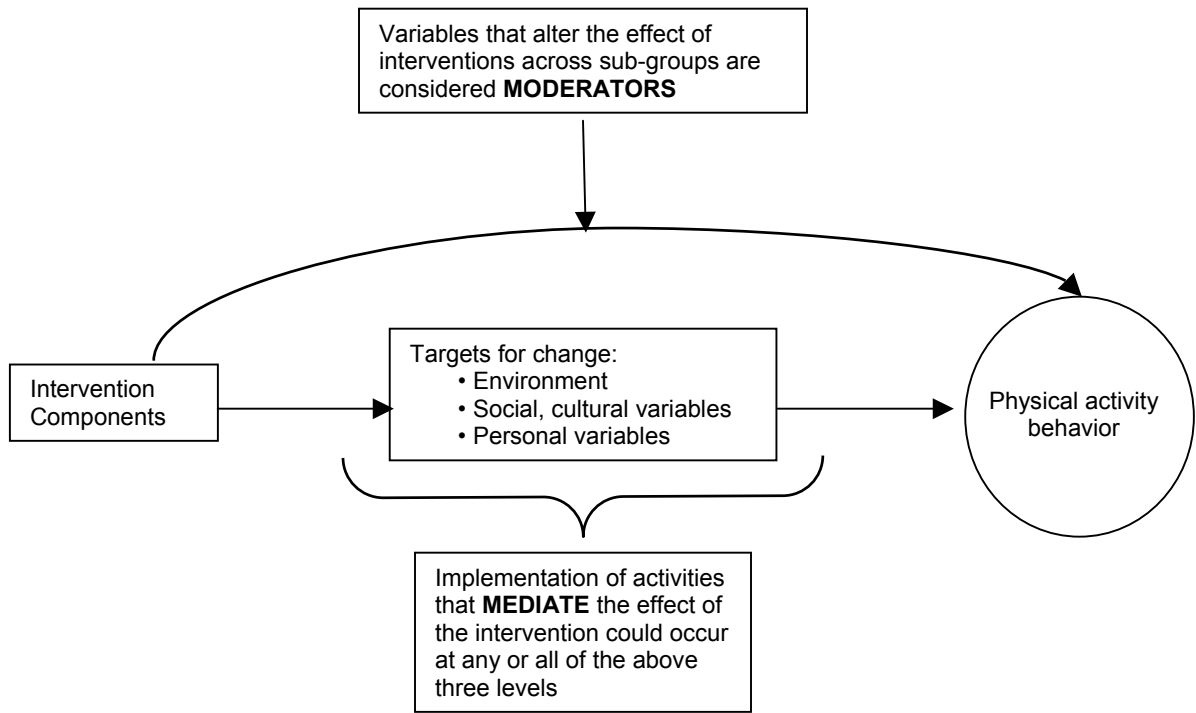 Variables that alter the effect of
interventions across sub-groups are
considered MODERATORS
Intervention
Components
Targets for change:
• Environment
• Social, cultural variables
• Personal variables
Physical activity
behavior
Implementation of activities
that MEDIATE the effect of
the intervention could occur
at any or all of the above
three levels